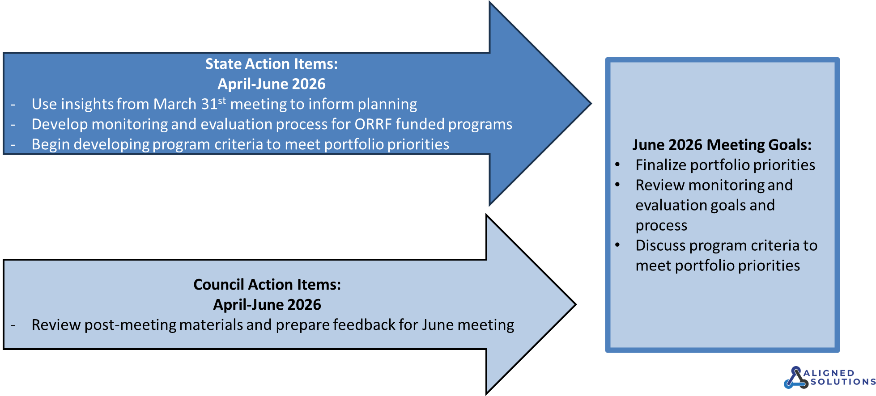 State Action Items:
April-June 2026
- Use insights from March 31st meeting to inform planning
- Develop monitoring and evaluation process for ORRF funded programs
- Begin developing program criteria to meet portfolio priorities
Council Action Items:
April-June 2026
- Review post-meeting materials and prepare feedback for June meeting
June 2026 Meeting Goals:
• Finalize portfolio priorities
• Review monitoring and
evaluation goals and
process
• Discuss program criteria to
meet portfolio priorities
ALIGNED
SOLUTIONS